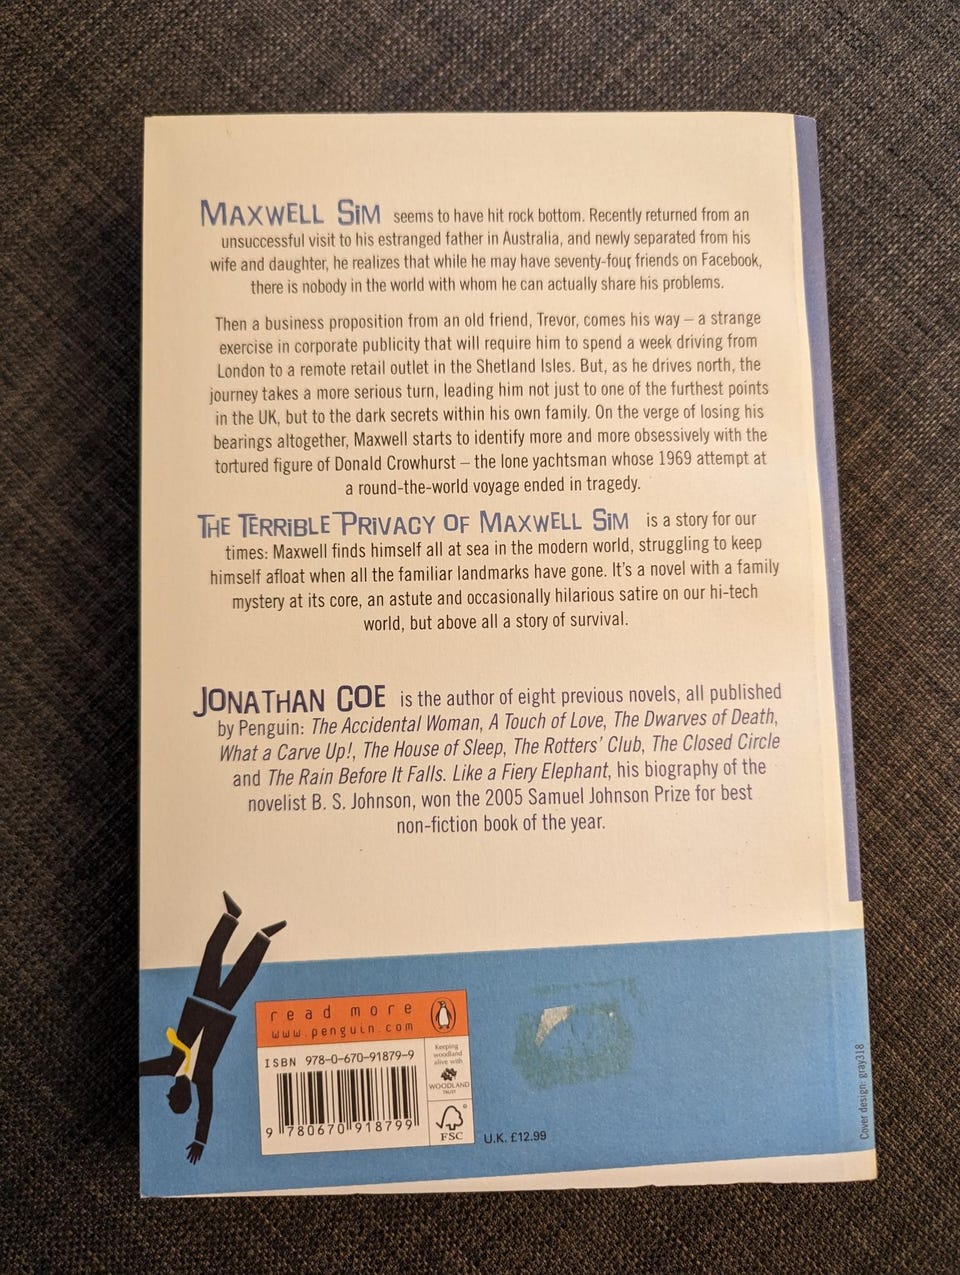 MAXWELL SIM seems to have hit rock bottom. Recently returned from an
unsuccessful visit to his estranged father in Australia, and newly separated from his
wife and daughter, he realizes that while he may have seventy-four friends on Facebook,
there is nobody in the world with whom he can actually share his problems.
Then a business proposition from an old friend, Trevor, comes his way – a strange
exercise in corporate publicity that will require him to spend a week driving from
London to a remote retail outlet in the Shetland Isles. But, as he drives north, the
journey takes a more serious turn, leading him not just to one of the furthest points
in the UK, but to the dark secrets within his own family. On the verge of losing his
bearings altogether, Maxwell starts to identify more and more obsessively with the
tortured figure of Donald Crowhurst – the lone yachtsman whose 1969 attempt at
a round-the-world voyage ended in tragedy.
THE TERRIBLE PRIVACY OF MAXWELL SIM is a story for our
times: Maxwell finds himself all at sea in the modern world, struggling to keep
himself afloat when all the familiar landmarks have gone. It's a novel with a family
mystery at its core, an astute and occasionally hilarious satire on our hi-tech
world, but above all a story of survival.
JONATHAN COE is the author of eight previous novels, all published
by Penguin: The Accidental Woman, A Touch of Love, The Dwarves of Death,
What a Carve Up!, The House of Sleep, The Rotters' Club, The Closed Circle
and The Rain Before It Falls. Like a Fiery Elephant, his biography of the
novelist B. S. Johnson, won the 2005 Samuel Johnson Prize for best
non-fiction book of the year.
read more
www.penguin.com
ISBN 978-0-670-91879-9
9 780670 918799
Keeping
woodland
alive with
WOODLAND
TRUST
FSC
®
U.K. £12.99
Cover design: gray318